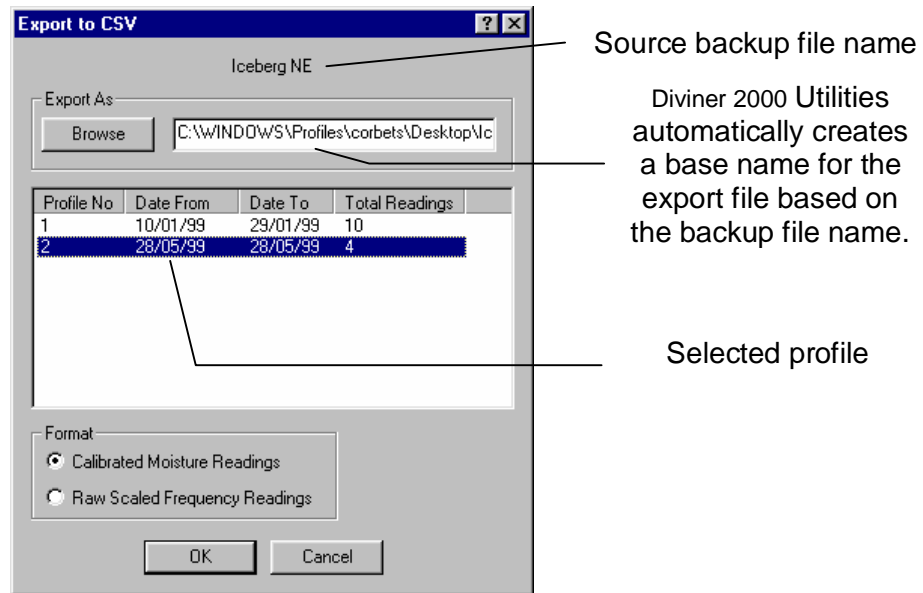 Export to CSV
Iceberg NE
Source backup file name
Export As
Browse
C:\WINDOWS\Profiles\corbets\Desktop\Ic
Diviner 2000 Utilities
automatically creates
a base name for the
export file based on
the backup file name.
Profile No Date From Date To Total Readings
1 10/01/99 29/01/99 10
2 28/05/99 28/05/99 4
Selected profile
Format
Calibrated Moisture Readings
Raw Scaled Frequency Readings
OK Cancel